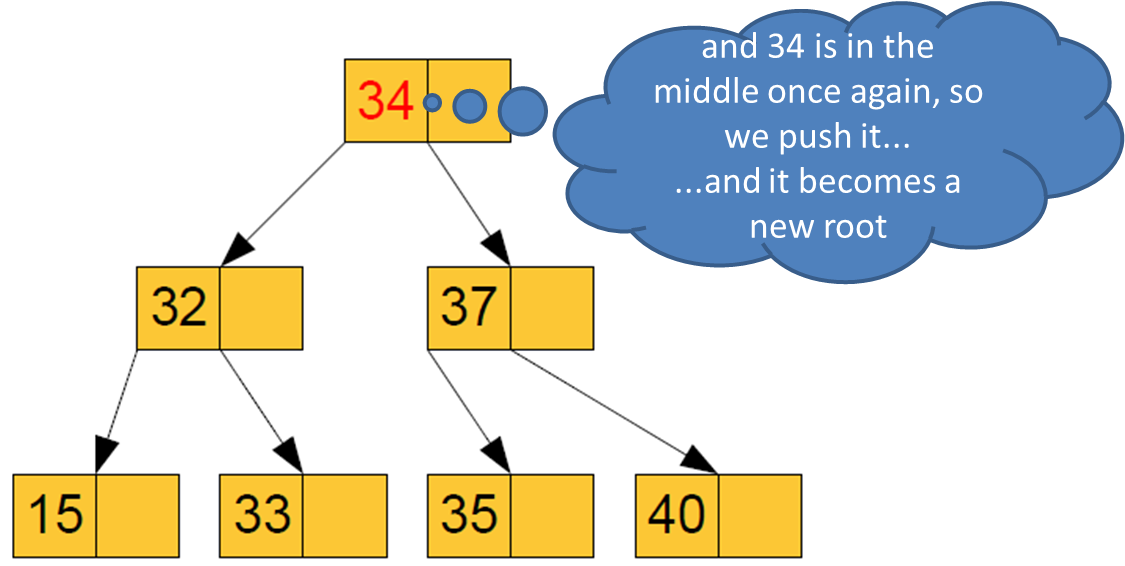 34
and 34 is in the
middle once again, so
we push it...
...and it becomes a
new root
32
37
15
33
35
40